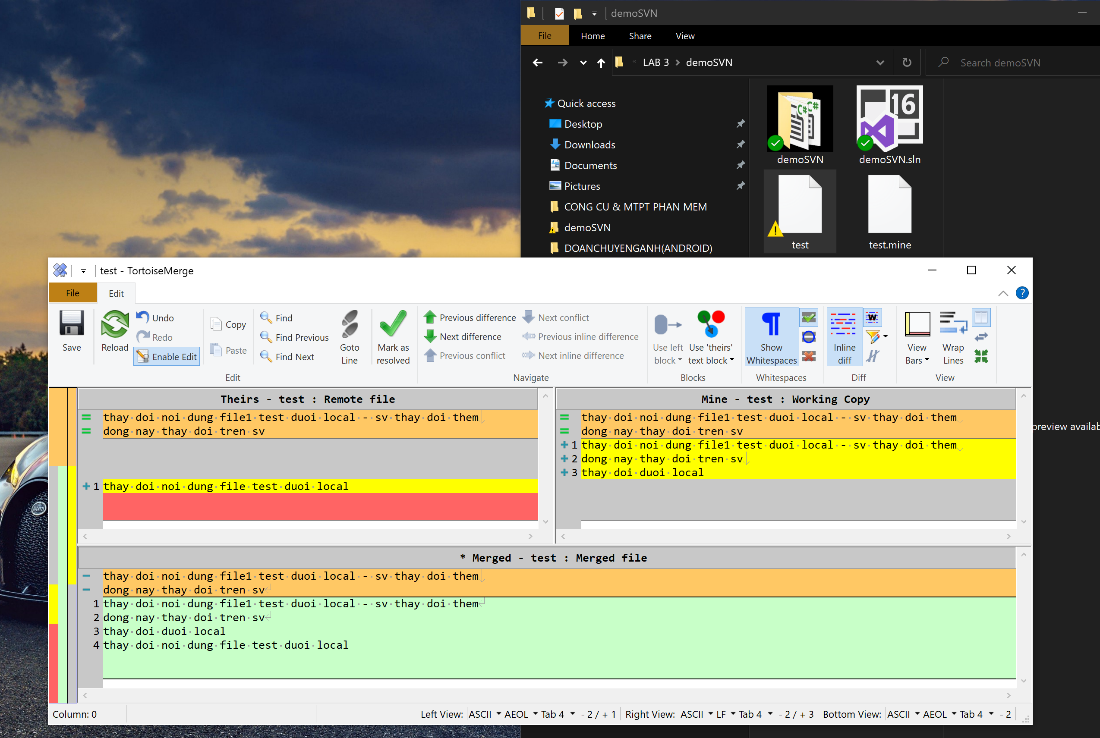 demoSVN
File Home Share View
LAB 3 > demoSVN Search demoSVN
Quick access
Desktop
Downloads
Documents
Pictures
CONG CU & MTPT PHAN MEM
demoSVN
DOANCHUYENGANH(ANDROID)
demoSVN demoSVN.sln
test test.mine
preview availab
test - TortoiseMerge
File Edit
Save
Reload
Undo
Redo
Enable Edit
Copy
Paste
Find
Find Previous
Find Next
Goto Line
Edit
Mark as resolved
Previous difference
Next difference
Previous conflict
Next conflict
Previous inline difference
Next inline difference
Navigate
Use left block
Use 'theirs' text block
Blocks
Show Whitespaces
Whitespaces
Inline diff
Diff
View Bars
Wrap Lines
View
Theirs - test : Remote file
thay doi noi dung file1 test duoi local - sv thay doi them
dong nay thay doi tren sv
1 thay doi noi dung file test duoi local
Mine - test : Working Copy
thay doi noi dung file1 test duoi local - sv thay doi them
dong nay thay doi tren sv
1 thay doi noi dung file1 test duoi local - sv thay doi them
2 dong nay thay doi tren sv
3 thay doi duoi local
* Merged - test : Merged file
thay doi noi dung file1 test duoi local - sv thay doi them
dong nay thay doi tren sv
1 thay doi noi dung file1 test duoi local - sv thay doi them
2 dong nay thay doi tren sv
3 thay doi duoi local
4 thay doi noi dung file test duoi local
Column: 0 Left View: ASCII AEOL Tab 4 - 2 / + 1 Right View: ASCII LF Tab 4 - 2 / + 3 Bottom View: ASCII AEOL Tab 4 - 2